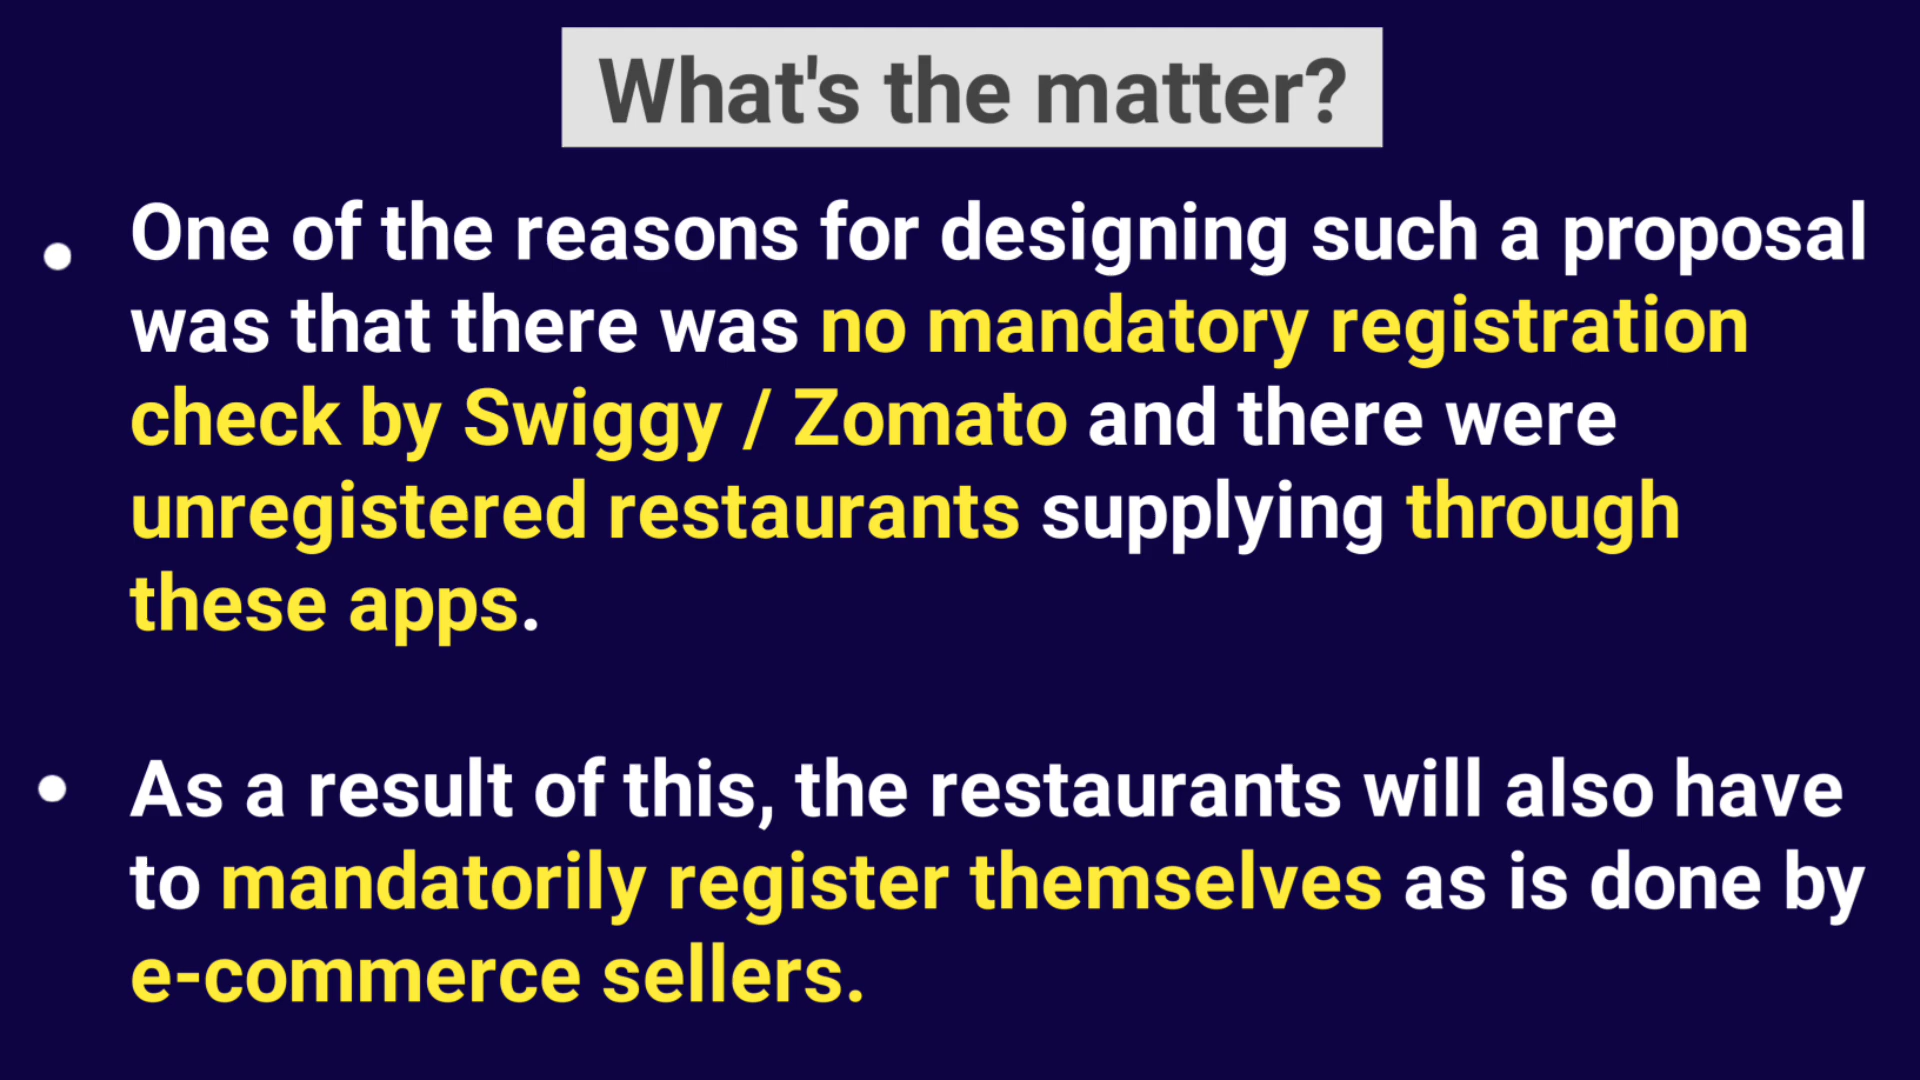 What's the matter?
One of the reasons for designing such a proposal
was that there was no mandatory registration
check by Swiggy / Zomato and there were
unregistered restaurants supplying through
these apps.
As a result of this, the restaurants will also have
to mandatorily register themselves as is done by
e-commerce sellers.